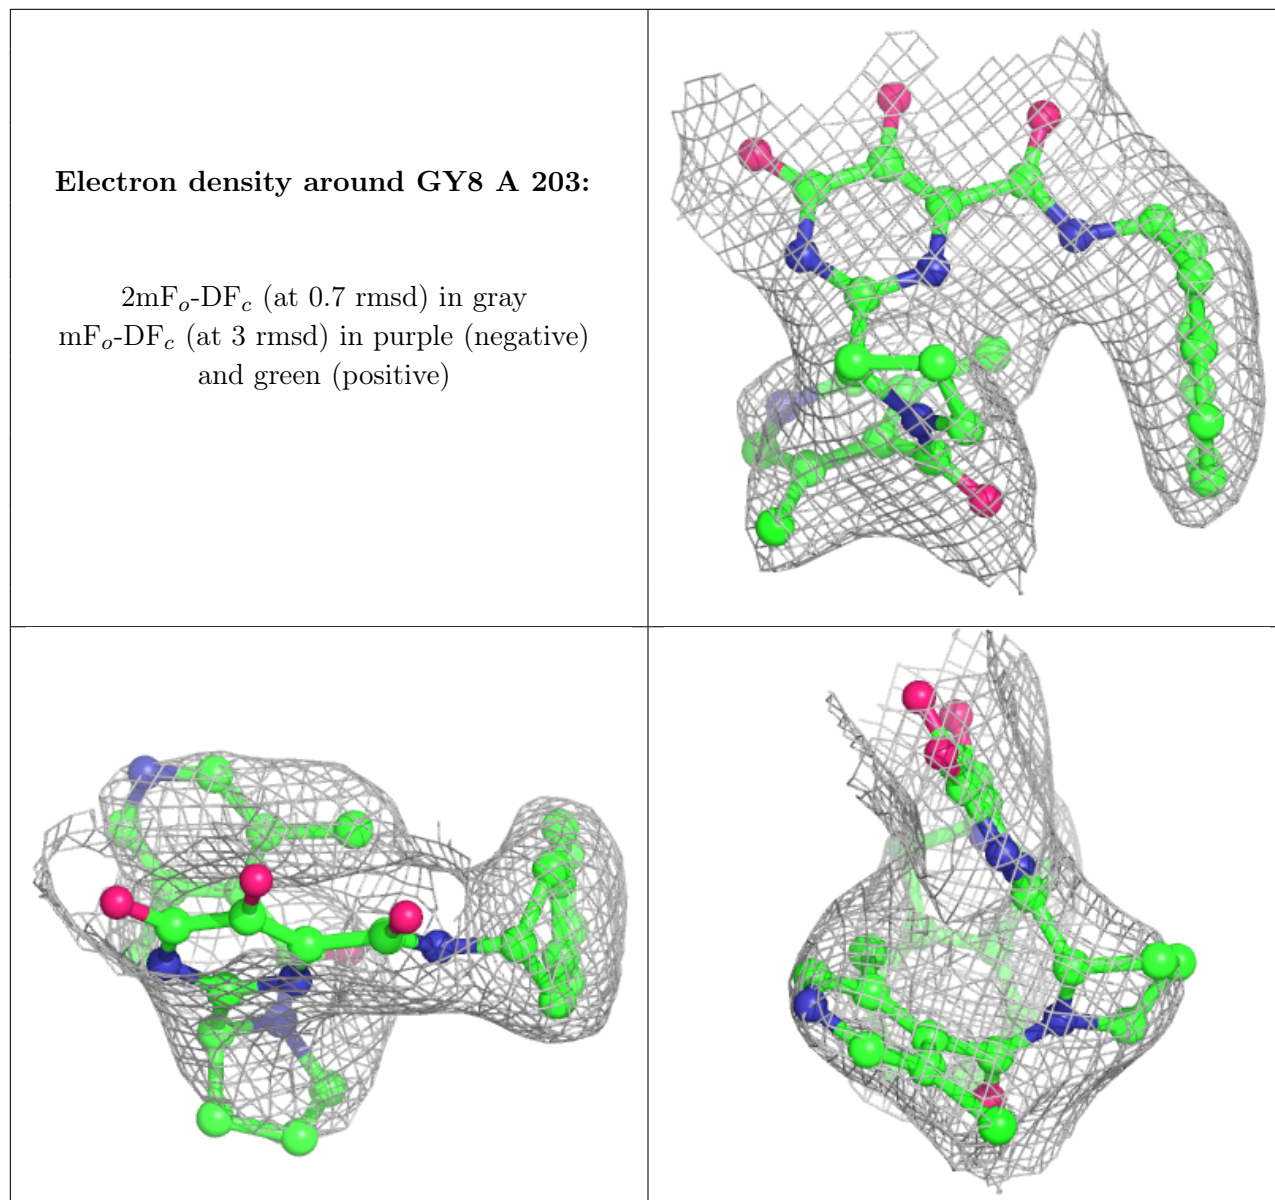 Electron density around GY8 A 203:
2mFₒ-DF𝒸 (at 0.7 rmsd) in gray
mFₒ-DF𝒸 (at 3 rmsd) in purple (negative)
and green (positive)